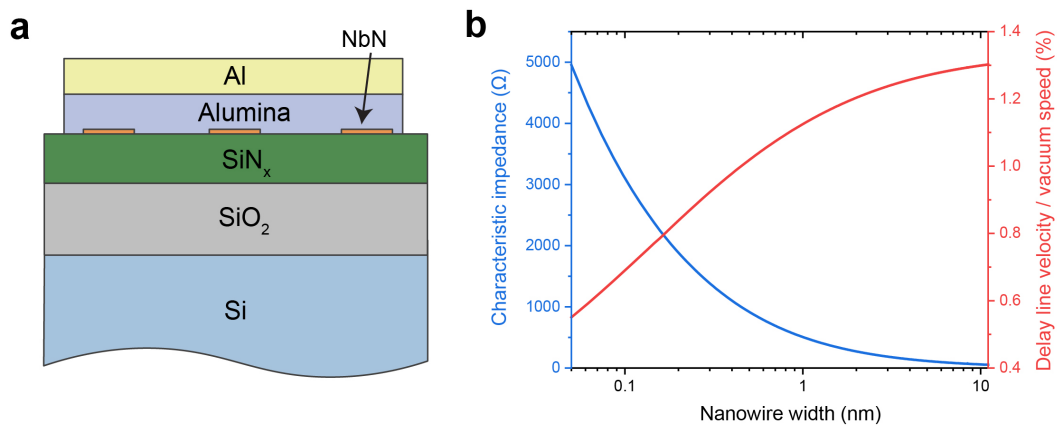 a
NbN
Al
Alumina
SiNx
SiO2
Si
b
Characteristic impedance (Ω)
5000
4000
3000
2000
1000
0
0.1
1
10
Nanowire width (nm)
1.4
1.2
1.0
0.8
0.6
0.4
Delay line velocity / vacuum speed (%)